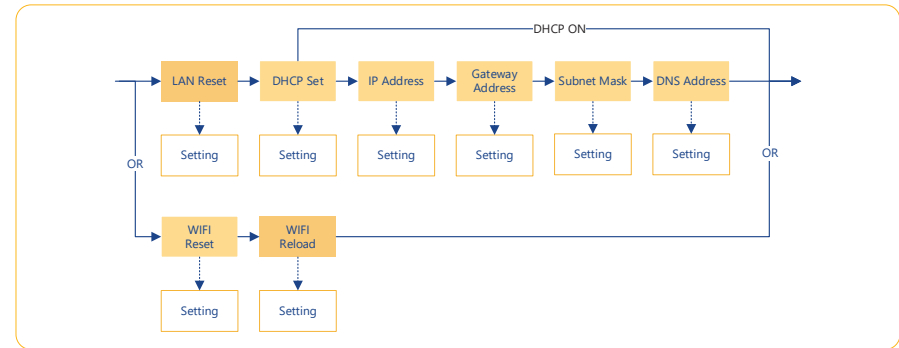 DHCP ON
LAN Reset
DHCP Set
IP Address
Gateway
Address
Subnet Mask
DNS Address
Setting
Setting
Setting
Setting
Setting
Setting
OR
OR
WIFI
Reset
WIFI
Reload
Setting
Setting